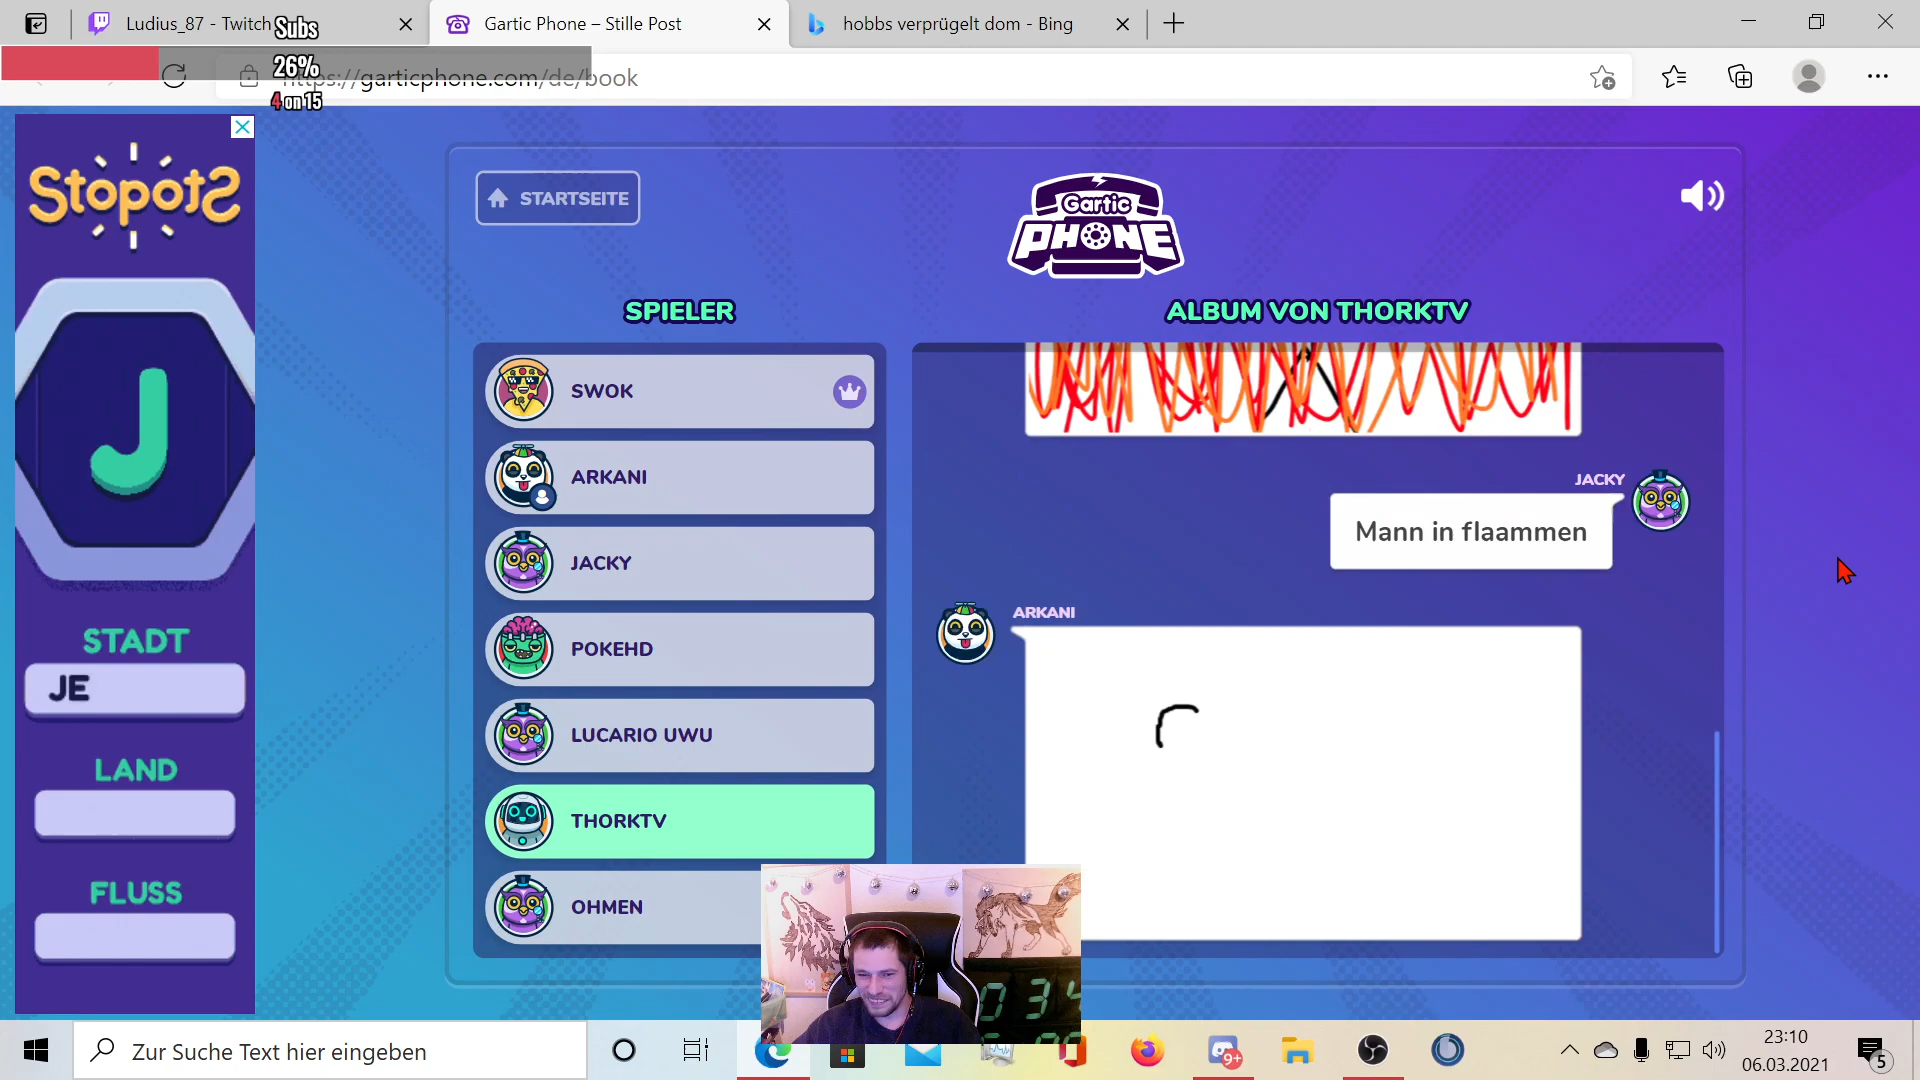 Ludius_87 - Twitch
Gartic Phone – Stille Post
hobbs verprügelt dom - Bing
Subs
26%
4 on 15
https://garticphone.com/de/book
StopotS
J
STADT
JE
LAND
FLUSS
STARTSEITE
Gartic
PHONE
SPIELER
SWOK
ARKANI
JACKY
POKEHD
LUCARIO UWU
THORKTV
OHMEN
ALBUM VON THORKTV
JACKY
Mann in flaammen
ARKANI
Zur Suche Text hier eingeben
9+
23:10
06.03.2021
5